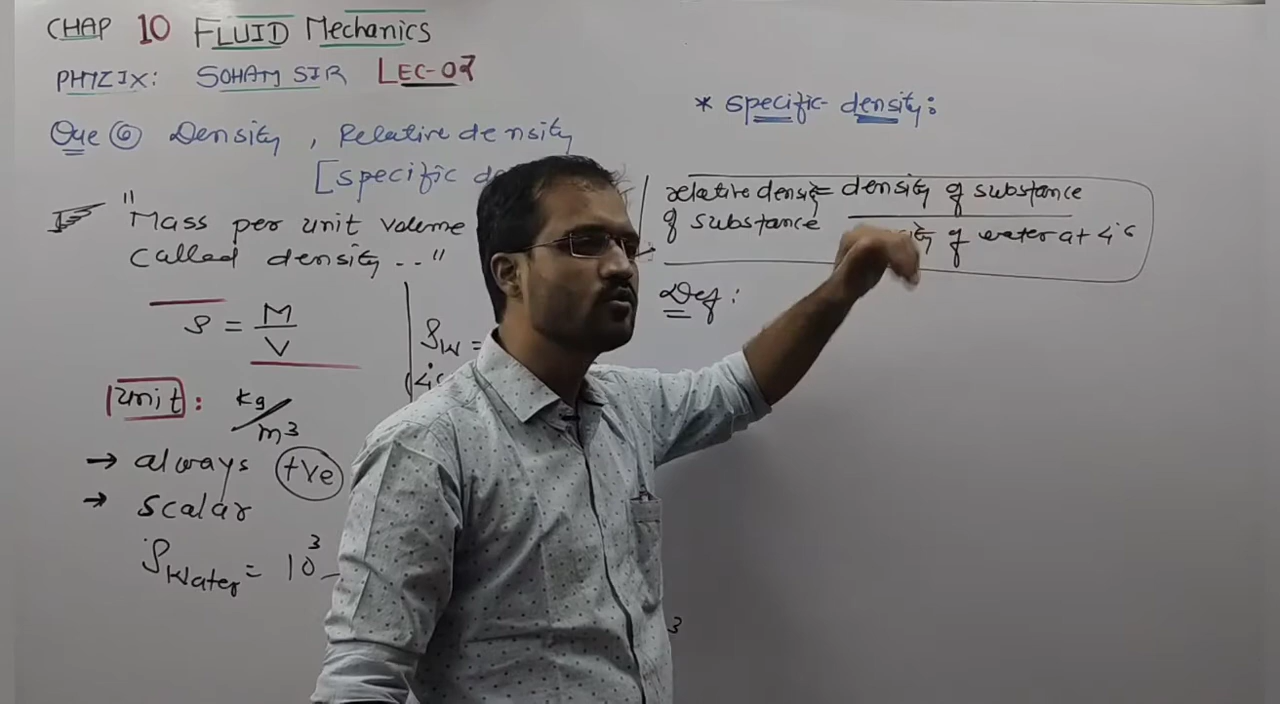 CHAP 10 FLUID Mechanics
PHYZIX: SOHAM SIR LEC-07
Que ⑥ Density, Relative density
[specific
"Mass per unit volume
called density.."
ρ = M/V
Unit: kg/m³
→ always +ve
→ scalar
ρwater = 10³
ρw =
* specific density:
relative density of substance = density of substance / of water at 4°C
Def:
3